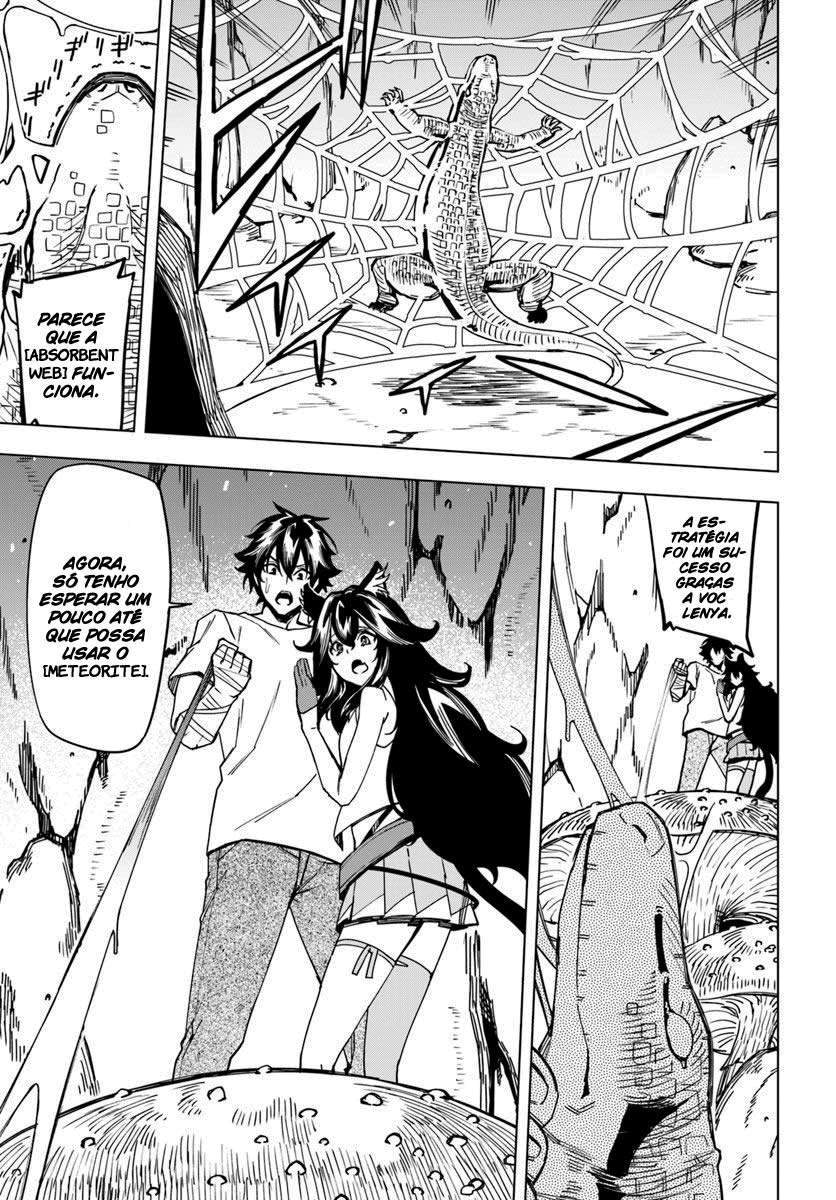 PARECE
QUE A
[ABSORBENT
WEB] FUN-
CIONA.
A ES-
TRATÉGIA
FOI UM SU-
CESSO
GRAÇAS
A VOC
LENYA.
AGORA,
SÓ TENHO
ESPERAR UM
POUCO ATÉ
QUE POSSA
USAR O
[METEORITE].